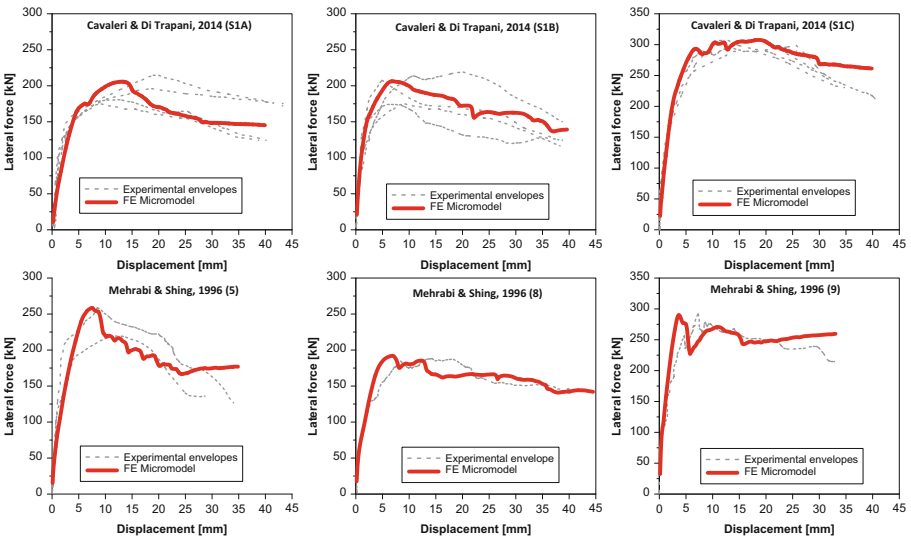 Cavaleri & Di Trapani, 2014 (S1A)
Lateral force [kN]
300
250
200
150
100
50
0
Experimental envelopes
FE Micromodel
0 5 10 15 20 25 30 35 40 45
Displacement [mm]
Cavaleri & Di Trapani, 2014 (S1B)
Lateral force [kN]
300
250
200
150
100
50
0
Experimental envelopes
FE Micromodel
0 5 10 15 20 25 30 35 40 45
Displacement [mm]
Cavaleri & Di Trapani, 2014 (S1C)
Lateral force [kN]
350
300
250
200
150
100
50
0
Experimental envelopes
FE Micromodel
0 5 10 15 20 25 30 35 40 45
Displacement [mm]
Mehrabi & Shing, 1996 (5)
Lateral force [kN]
300
250
200
150
100
50
0
Experimental envelopes
FE Micromodel
0 5 10 15 20 25 30 35 40 45
Displacement [mm]
Mehrabi & Shing, 1996 (8)
Lateral force [kN]
300
250
200
150
100
50
0
Experimental envelope
FE Micromodel
0 5 10 15 20 25 30 35 40 45
Displacement [mm]
Mehrabi & Shing, 1996 (9)
Lateral force [kN]
350
300
250
200
150
100
50
0
Experimental envelopes
FE Micromodel
0 5 10 15 20 25 30 35 40 45
Displacement [mm]